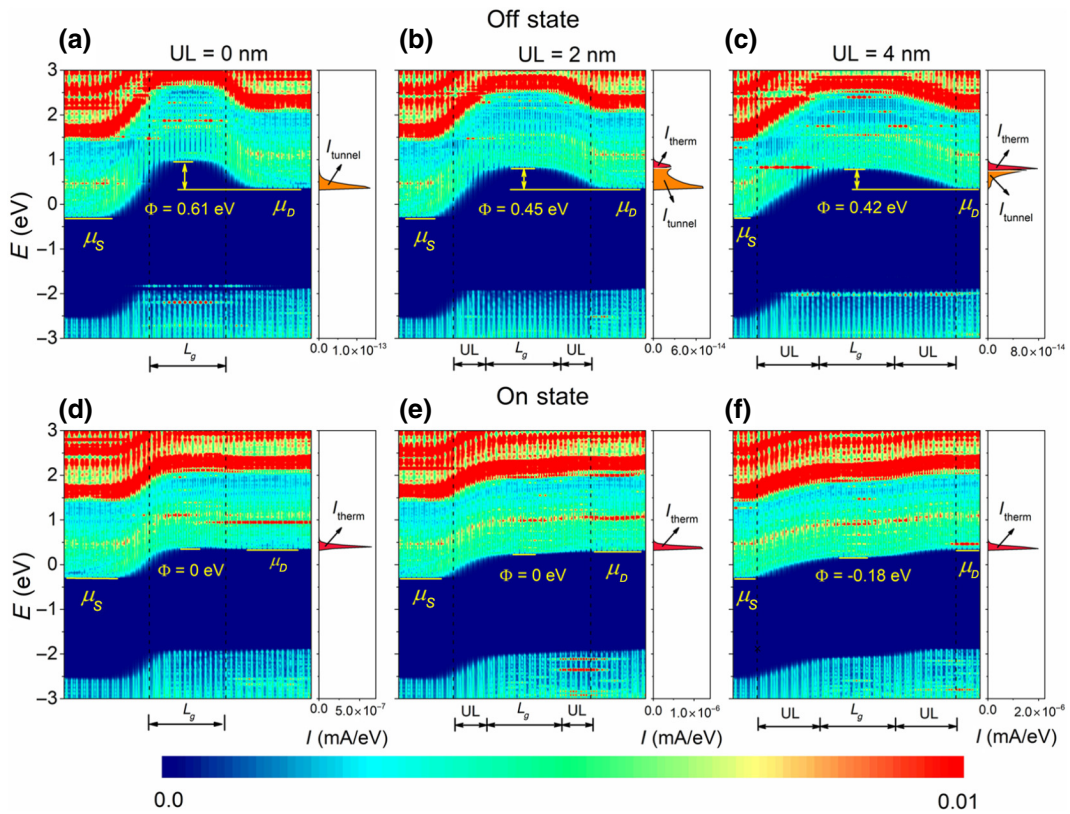 Off state
(a) UL = 0 nm
(b) UL = 2 nm
(c) UL = 4 nm
E (eV)
3
2
1
0
−1
−2
−3
I_tunnel
Φ = 0.61 eV
μ_D
μ_S
0.0 1.0×10⁻¹³
L_g
I_therm
I_tunnel
Φ = 0.45 eV
μ_D
μ_S
0.0 6.0×10⁻¹⁴
UL L_g UL
I_therm
I_tunnel
Φ = 0.42 eV
μ_D
μ_S
0.0 8.0×10⁻¹⁴
UL L_g UL
On state
(d)
(e)
(f)
E (eV)
3
2
1
0
−1
−2
−3
I_therm
Φ = 0 eV
μ_D
μ_S
0.0 5.0×10⁻⁷
L_g
I (mA/eV)
I_therm
Φ = 0 eV
μ_D
μ_S
0.0 1.0×10⁻⁶
UL L_g UL
I (mA/eV)
I_therm
Φ = -0.18 eV
μ_D
μ_S
0.0 2.0×10⁻⁶
UL L_g UL
I (mA/eV)
0.0 0.01